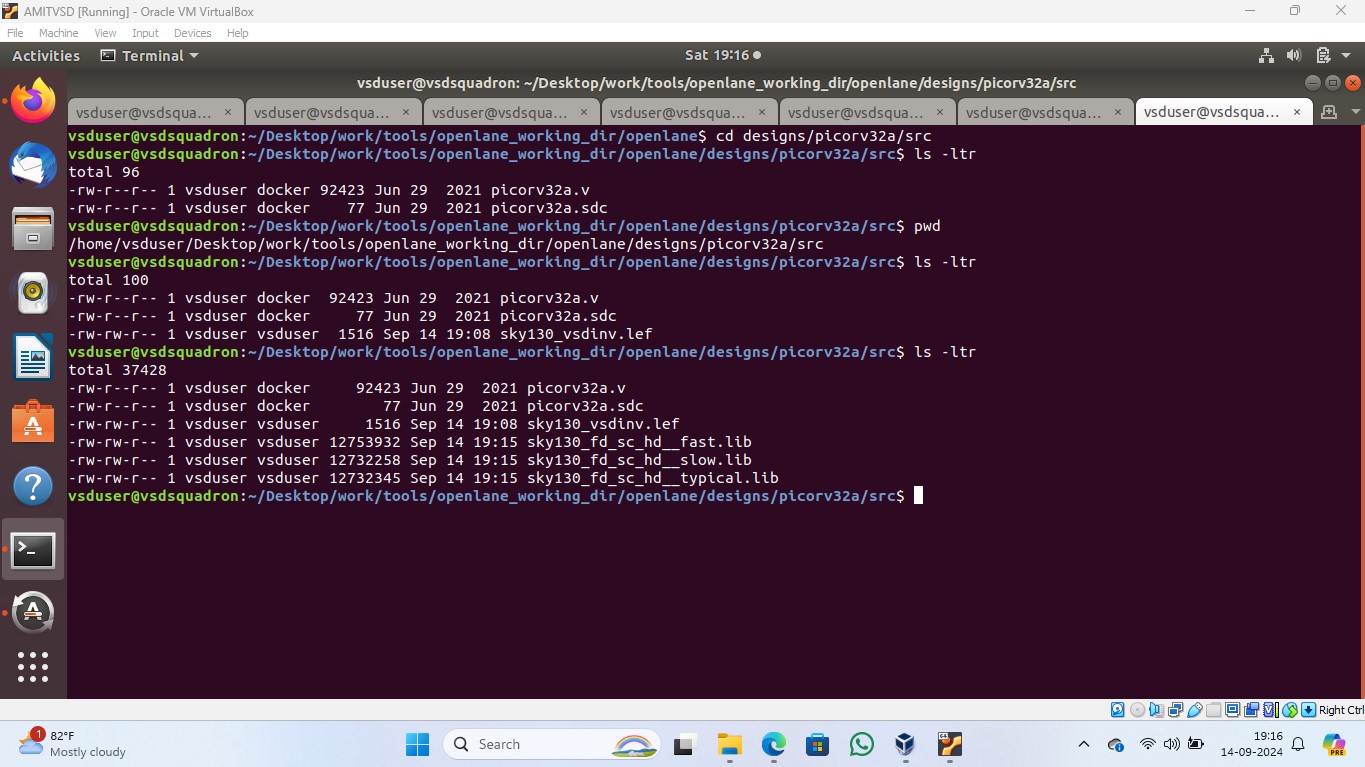 AMITVSD [Running] - Oracle VM VirtualBox
File Machine View Input Devices Help
Activities Terminal Sat 19:16
vsduser@vsdsquadron: ~/Desktop/work/tools/openlane_working_dir/openlane/designs/picorv32a/src
vsduser@vsdsqua... × vsduser@vsdsqua... × vsduser@vsdsqua... × vsduser@vsdsqua... × vsduser@vsdsqua... × vsduser@vsdsqua... × vsduser@vsdsqua... ×
vsduser@vsdsquadron:~/Desktop/work/tools/openlane_working_dir/openlane$ cd designs/picorv32a/src
vsduser@vsdsquadron:~/Desktop/work/tools/openlane_working_dir/openlane/designs/picorv32a/src$ ls -ltr
total 96
-rw-r--r-- 1 vsduser docker 92423 Jun 29  2021 picorv32a.v
-rw-r--r-- 1 vsduser docker    77 Jun 29  2021 picorv32a.sdc
vsduser@vsdsquadron:~/Desktop/work/tools/openlane_working_dir/openlane/designs/picorv32a/src$ pwd
/home/vsduser/Desktop/work/tools/openlane_working_dir/openlane/designs/picorv32a/src
vsduser@vsdsquadron:~/Desktop/work/tools/openlane_working_dir/openlane/designs/picorv32a/src$ ls -ltr
total 100
-rw-r--r-- 1 vsduser docker  92423 Jun 29  2021 picorv32a.v
-rw-r--r-- 1 vsduser docker     77 Jun 29  2021 picorv32a.sdc
-rw-rw-r-- 1 vsduser vsduser  1516 Sep 14 19:08 sky130_vsdinv.lef
vsduser@vsdsquadron:~/Desktop/work/tools/openlane_working_dir/openlane/designs/picorv32a/src$ ls -ltr
total 37428
-rw-r--r-- 1 vsduser docker     92423 Jun 29  2021 picorv32a.v
-rw-r--r-- 1 vsduser docker        77 Jun 29  2021 picorv32a.sdc
-rw-rw-r-- 1 vsduser vsduser     1516 Sep 14 19:08 sky130_vsdinv.lef
-rw-rw-r-- 1 vsduser vsduser 12753932 Sep 14 19:15 sky130_fd_sc_hd__fast.lib
-rw-rw-r-- 1 vsduser vsduser 12732258 Sep 14 19:15 sky130_fd_sc_hd__slow.lib
-rw-rw-r-- 1 vsduser vsduser 12732345 Sep 14 19:15 sky130_fd_sc_hd__typical.lib
vsduser@vsdsquadron:~/Desktop/work/tools/openlane_working_dir/openlane/designs/picorv32a/src$
Right Ctrl
1
82°F
Mostly cloudy
Search
64
19:16
14-09-2024
PRE